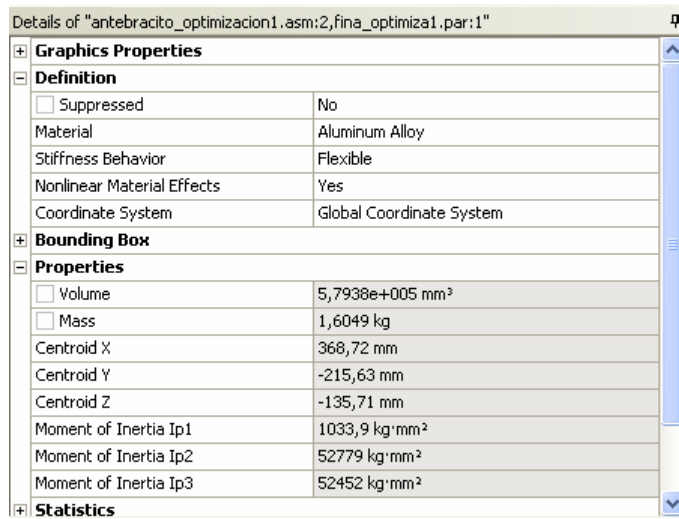 Details of "antebracito_optimizacion1.asm:2,fina_optimiza1.par:1"
Graphics Properties
Definition
Suppressed No
Material Aluminum Alloy
Stiffness Behavior Flexible
Nonlinear Material Effects Yes
Coordinate System Global Coordinate System
Bounding Box
Properties
Volume 5,7938e+005 mm³
Mass 1,6049 kg
Centroid X 368,72 mm
Centroid Y -215,63 mm
Centroid Z -135,71 mm
Moment of Inertia Ip1 1033,9 kg·mm²
Moment of Inertia Ip2 52779 kg·mm²
Moment of Inertia Ip3 52452 kg·mm²
Statistics